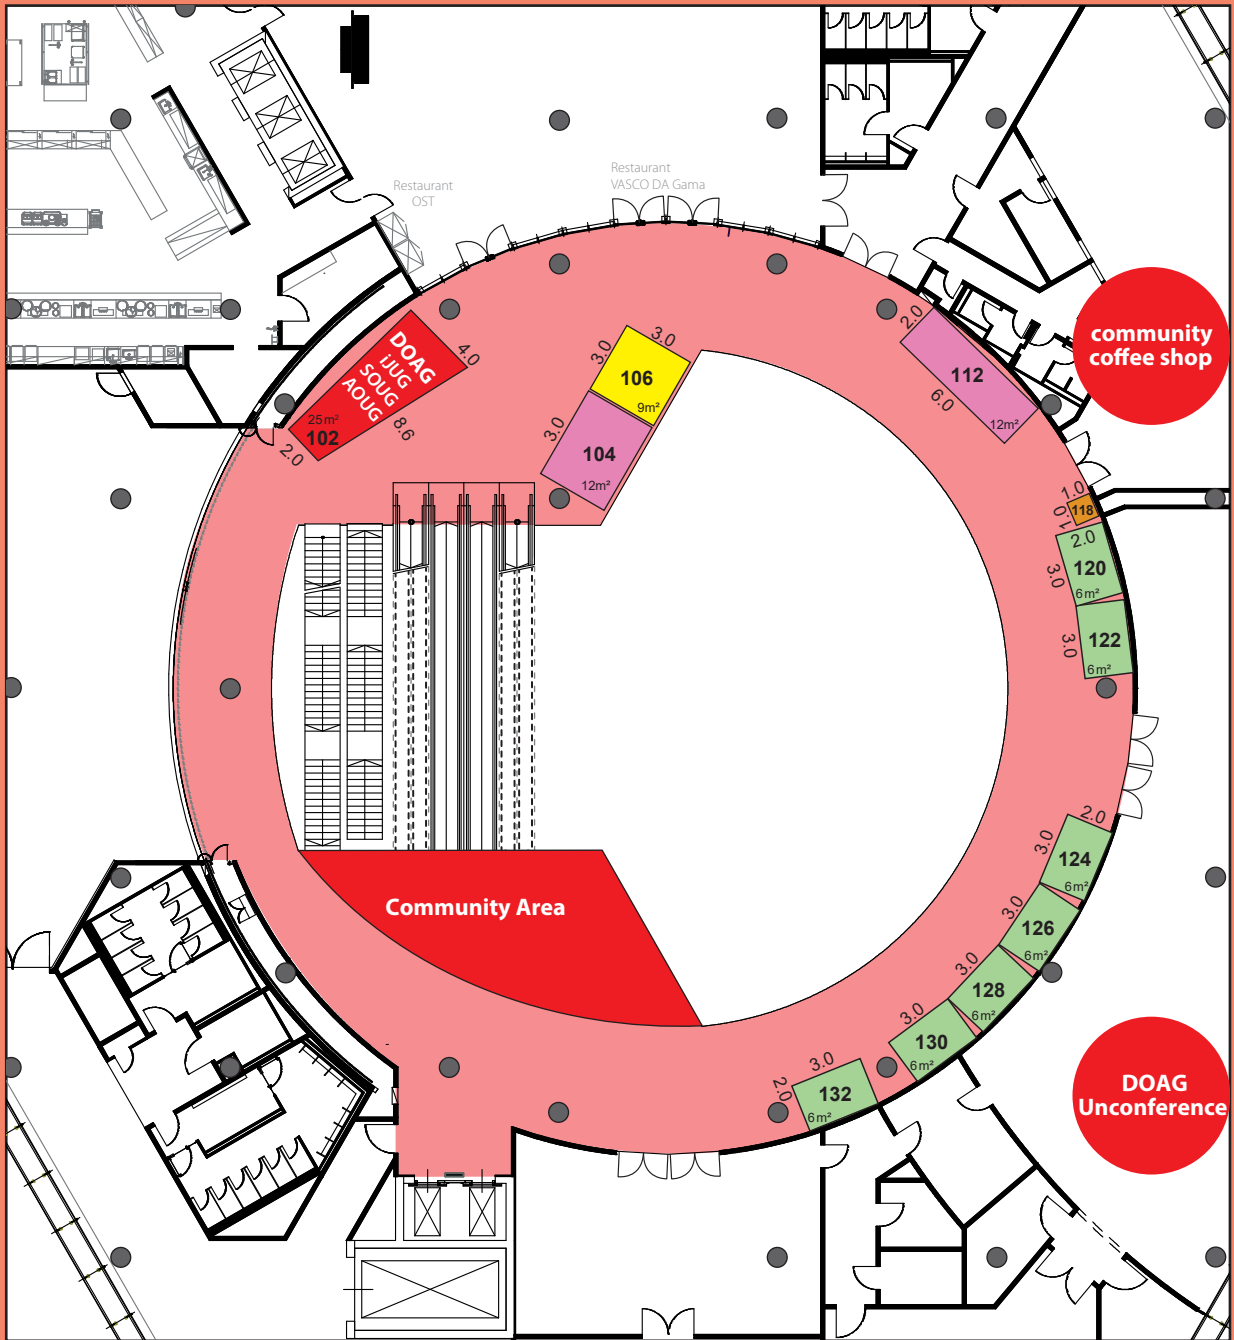 Restaurant
OST
Restaurant
VASCO DA Gama
community
coffee shop
DOAG
iJUG
SOUG
AOUG
25 m²
102
2.0
4.0
8.6
3.0
3.0
106
9m²
3.0
104
12m²
2.0
112
6.0
12m²
1.0
1.0
118
2.0
120
3.0
6m²
122
3.0
6m²
Community Area
2.0
3.0
124
6m²
3.0
126
6m²
3.0
128
6m²
3.0
130
6m²
3.0
2.0
132
6m²
DOAG
Unconference